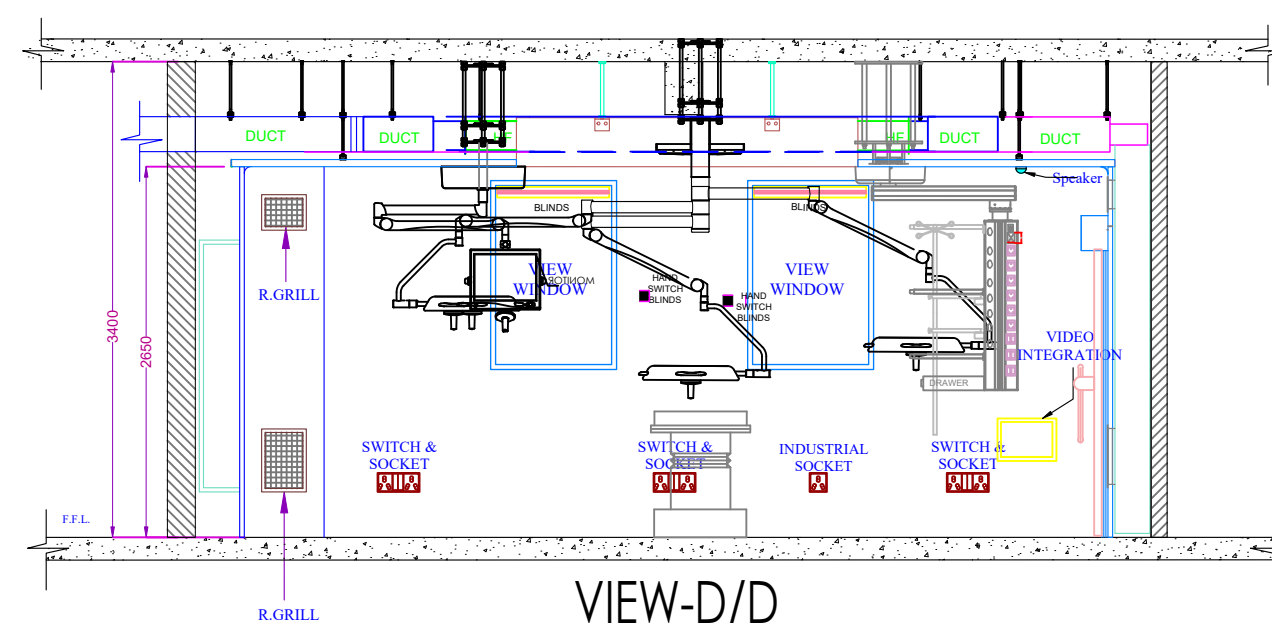 DUCT
DUCT
HF
HF
DUCT
DUCT
Speaker
BLINDS
BLINDS
R.GRILL
VIEW
WINDOW
MONITOR
HAND
SWITCH
BLINDS
HAND
SWITCH
BLINDS
VIEW
WINDOW
3400
2650
VIDEO
INTEGRATION
DRAWER
SWITCH &
SOCKET
SWITCH &
SOCKET
INDUSTRIAL
SOCKET
SWITCH &
SOCKET
F.F.L.
R.GRILL
VIEW-D/D